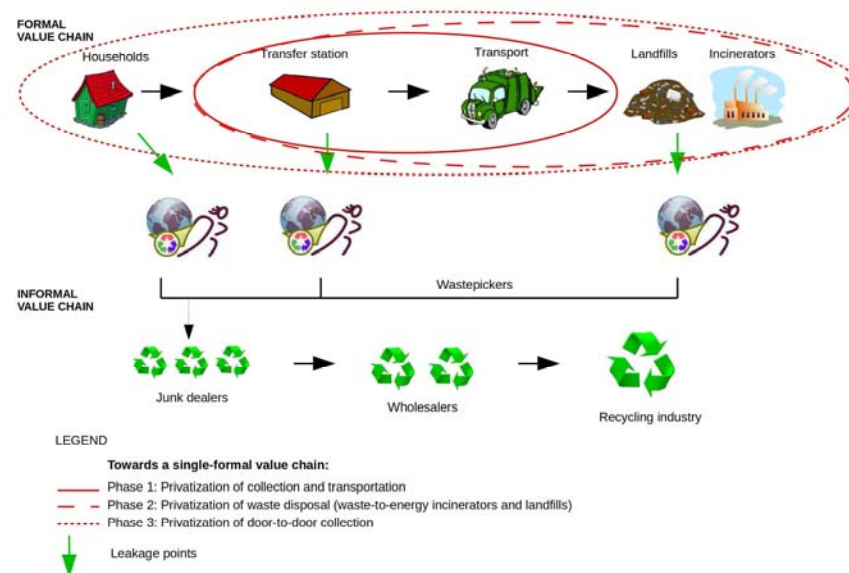 FORMAL
VALUE CHAIN
Households
Transfer station
Transport
Landfills
Incinerators
Wastepickers
INFORMAL
VALUE CHAIN
Junk dealers
Wholesalers
Recycling industry
LEGEND
Towards a single-formal value chain:
Phase 1: Privatization of collection and transportation
Phase 2: Privatization of waste disposal (waste-to-energy incinerators and landfills)
Phase 3: Privatization of door-to-door collection
Leakage points